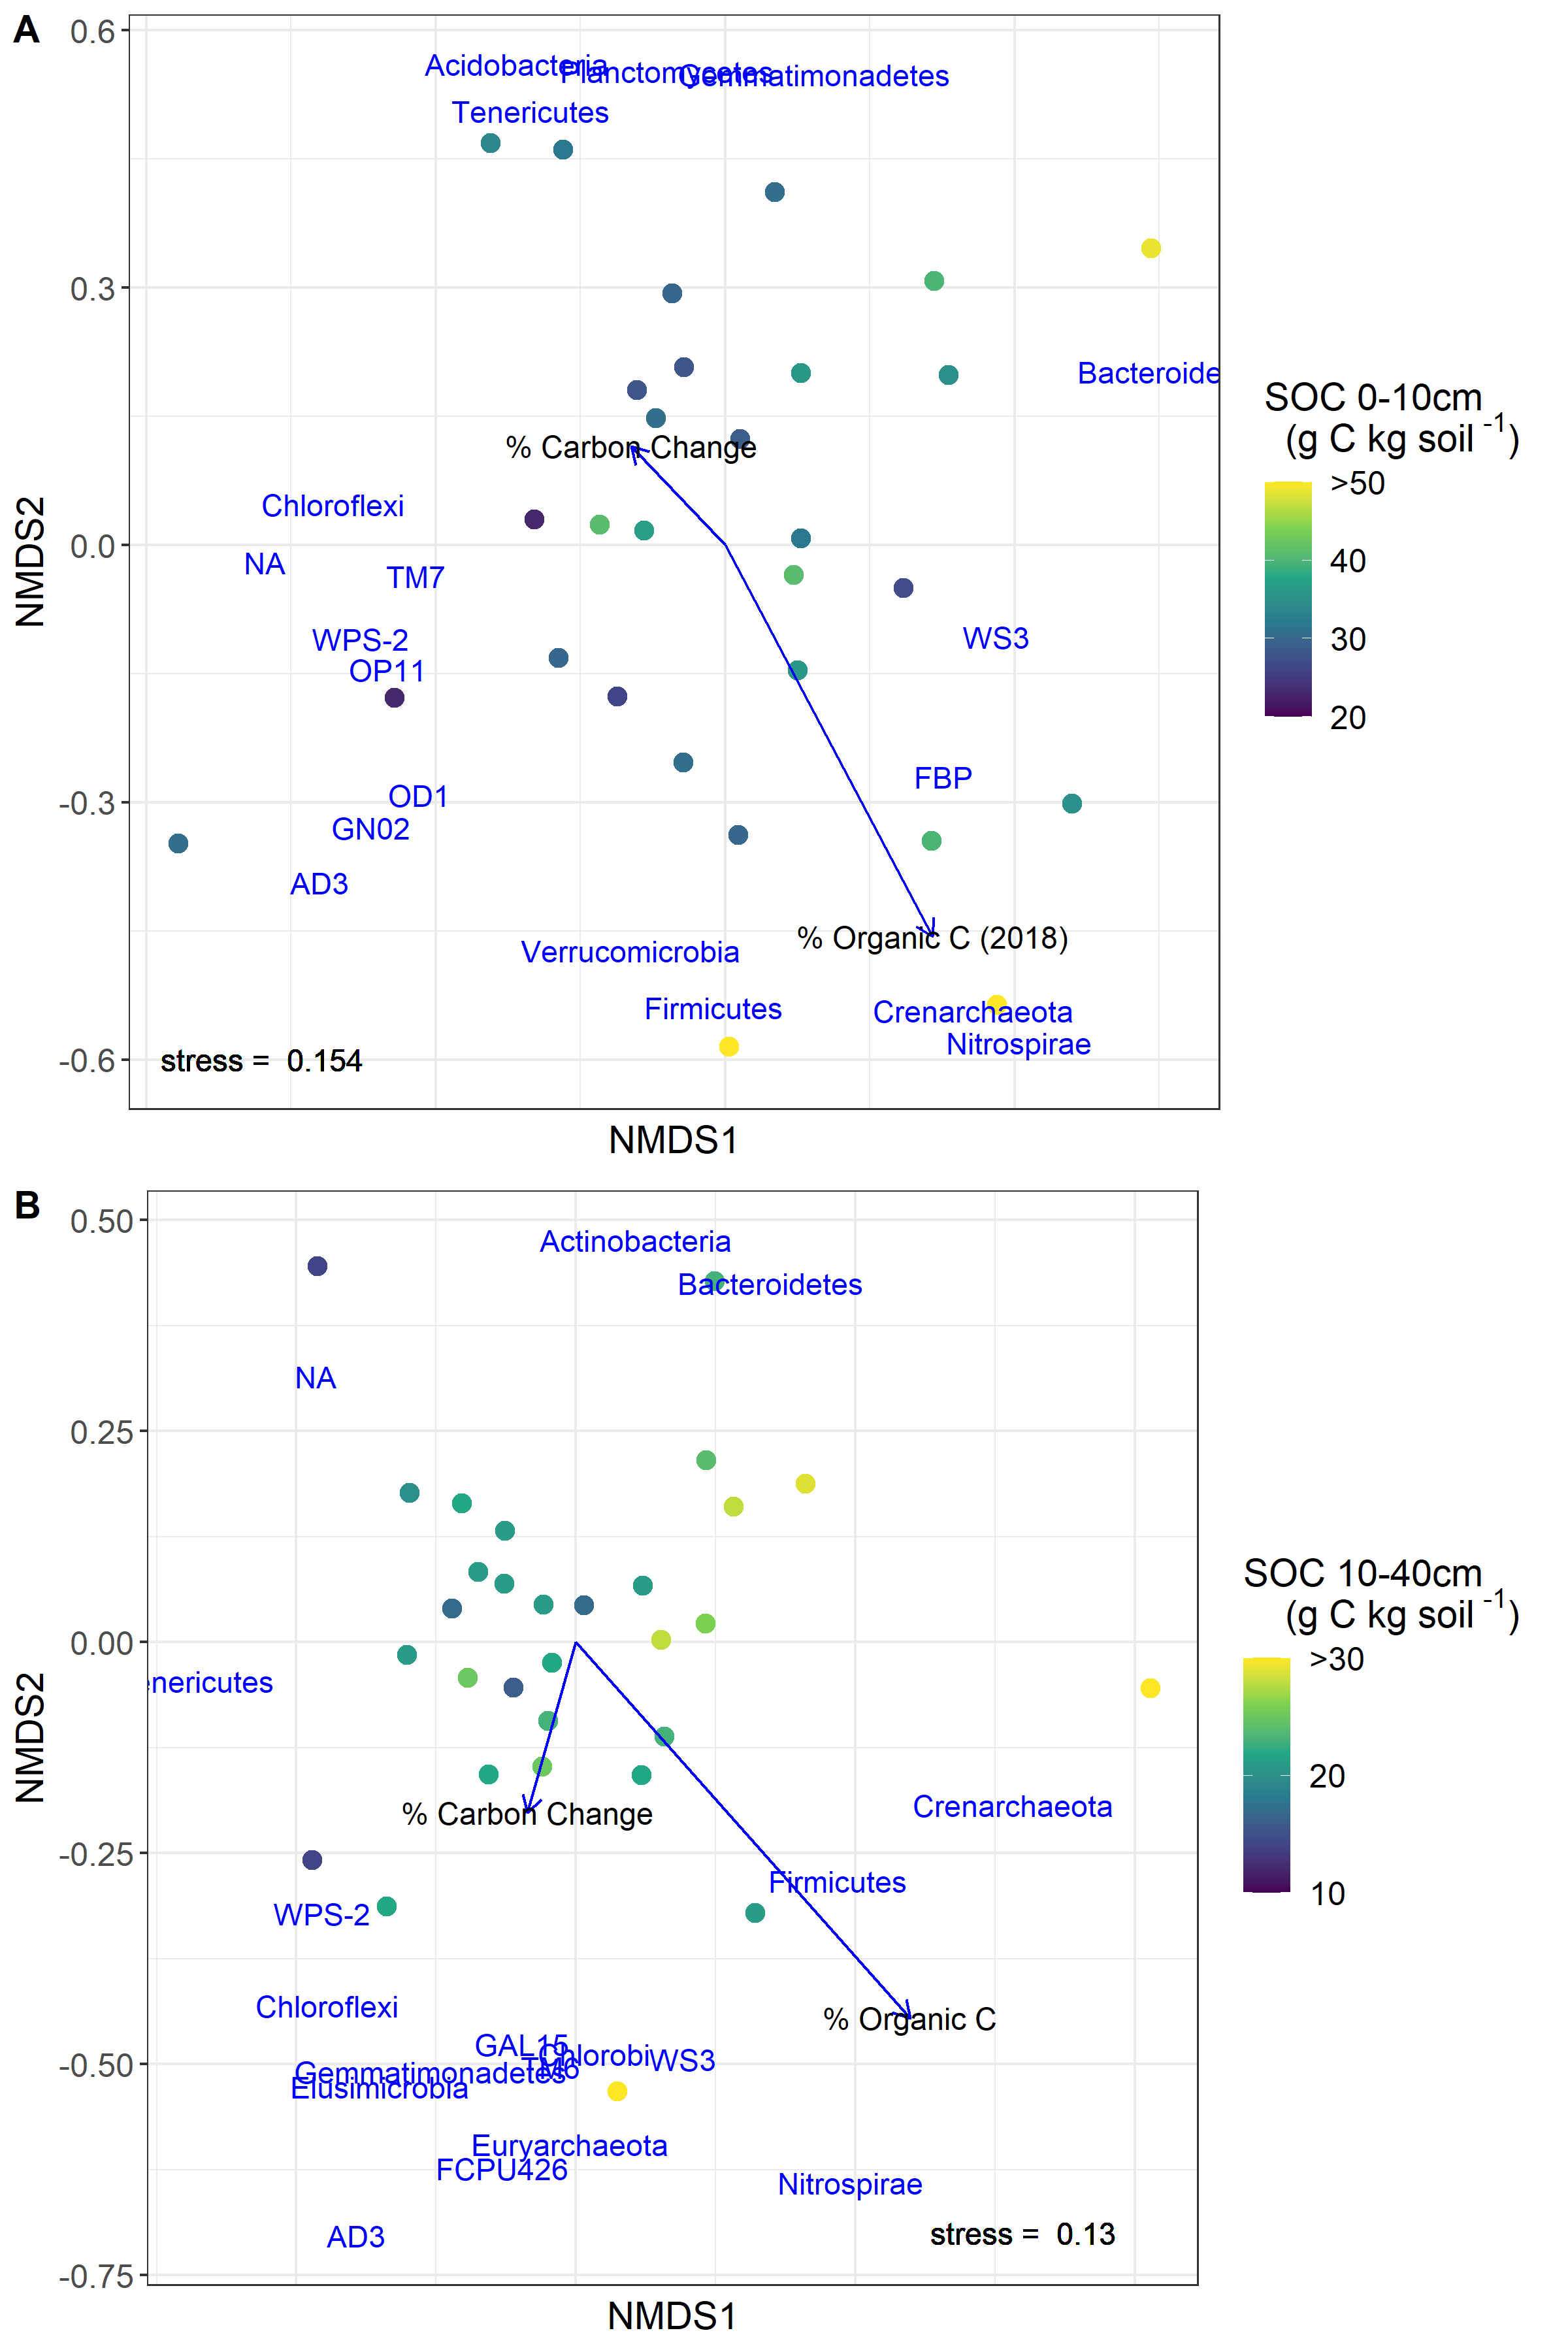 A
0.6
Acidobacteria
Planctomycetes
Gemmatimonadetes
Tenericutes
0.3
Bacteroide
% Carbon Change
Chloroflexi
0.0
NA
TM7
WPS-2
WS3
OP11
FBP
OD1
-0.3
GN02
AD3
% Organic C (2018)
Verrucomicrobia
Firmicutes
Crenarchaeota
Nitrospirae
-0.6
stress = 0.154
NMDS2
NMDS1
SOC 0-10cm
(g C kg soil -1)
>50
40
30
20
B
0.50
Actinobacteria
Bacteroidetes
NA
0.25
0.00
enericutes
% Carbon Change
Crenarchaeota
-0.25
Firmicutes
WPS-2
Chloroflexi
% Organic C
GAL15
Chlorobi
WS3
-0.50
TM6
Gemmatimonadetes
Elusimicrobia
Euryarchaeota
FCPU426
Nitrospirae
AD3
stress = 0.13
-0.75
NMDS2
NMDS1
SOC 10-40cm
(g C kg soil -1)
>30
20
10